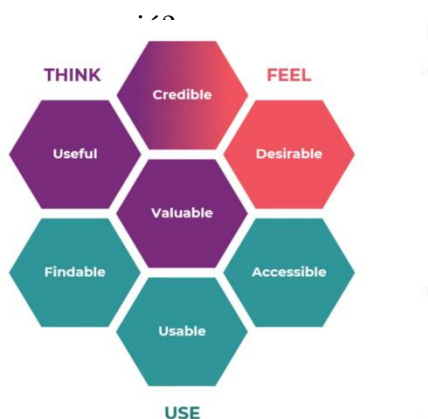 THINK
FEEL
Credible
Useful
Desirable
Valuable
Findable
Accessible
Usable
USE